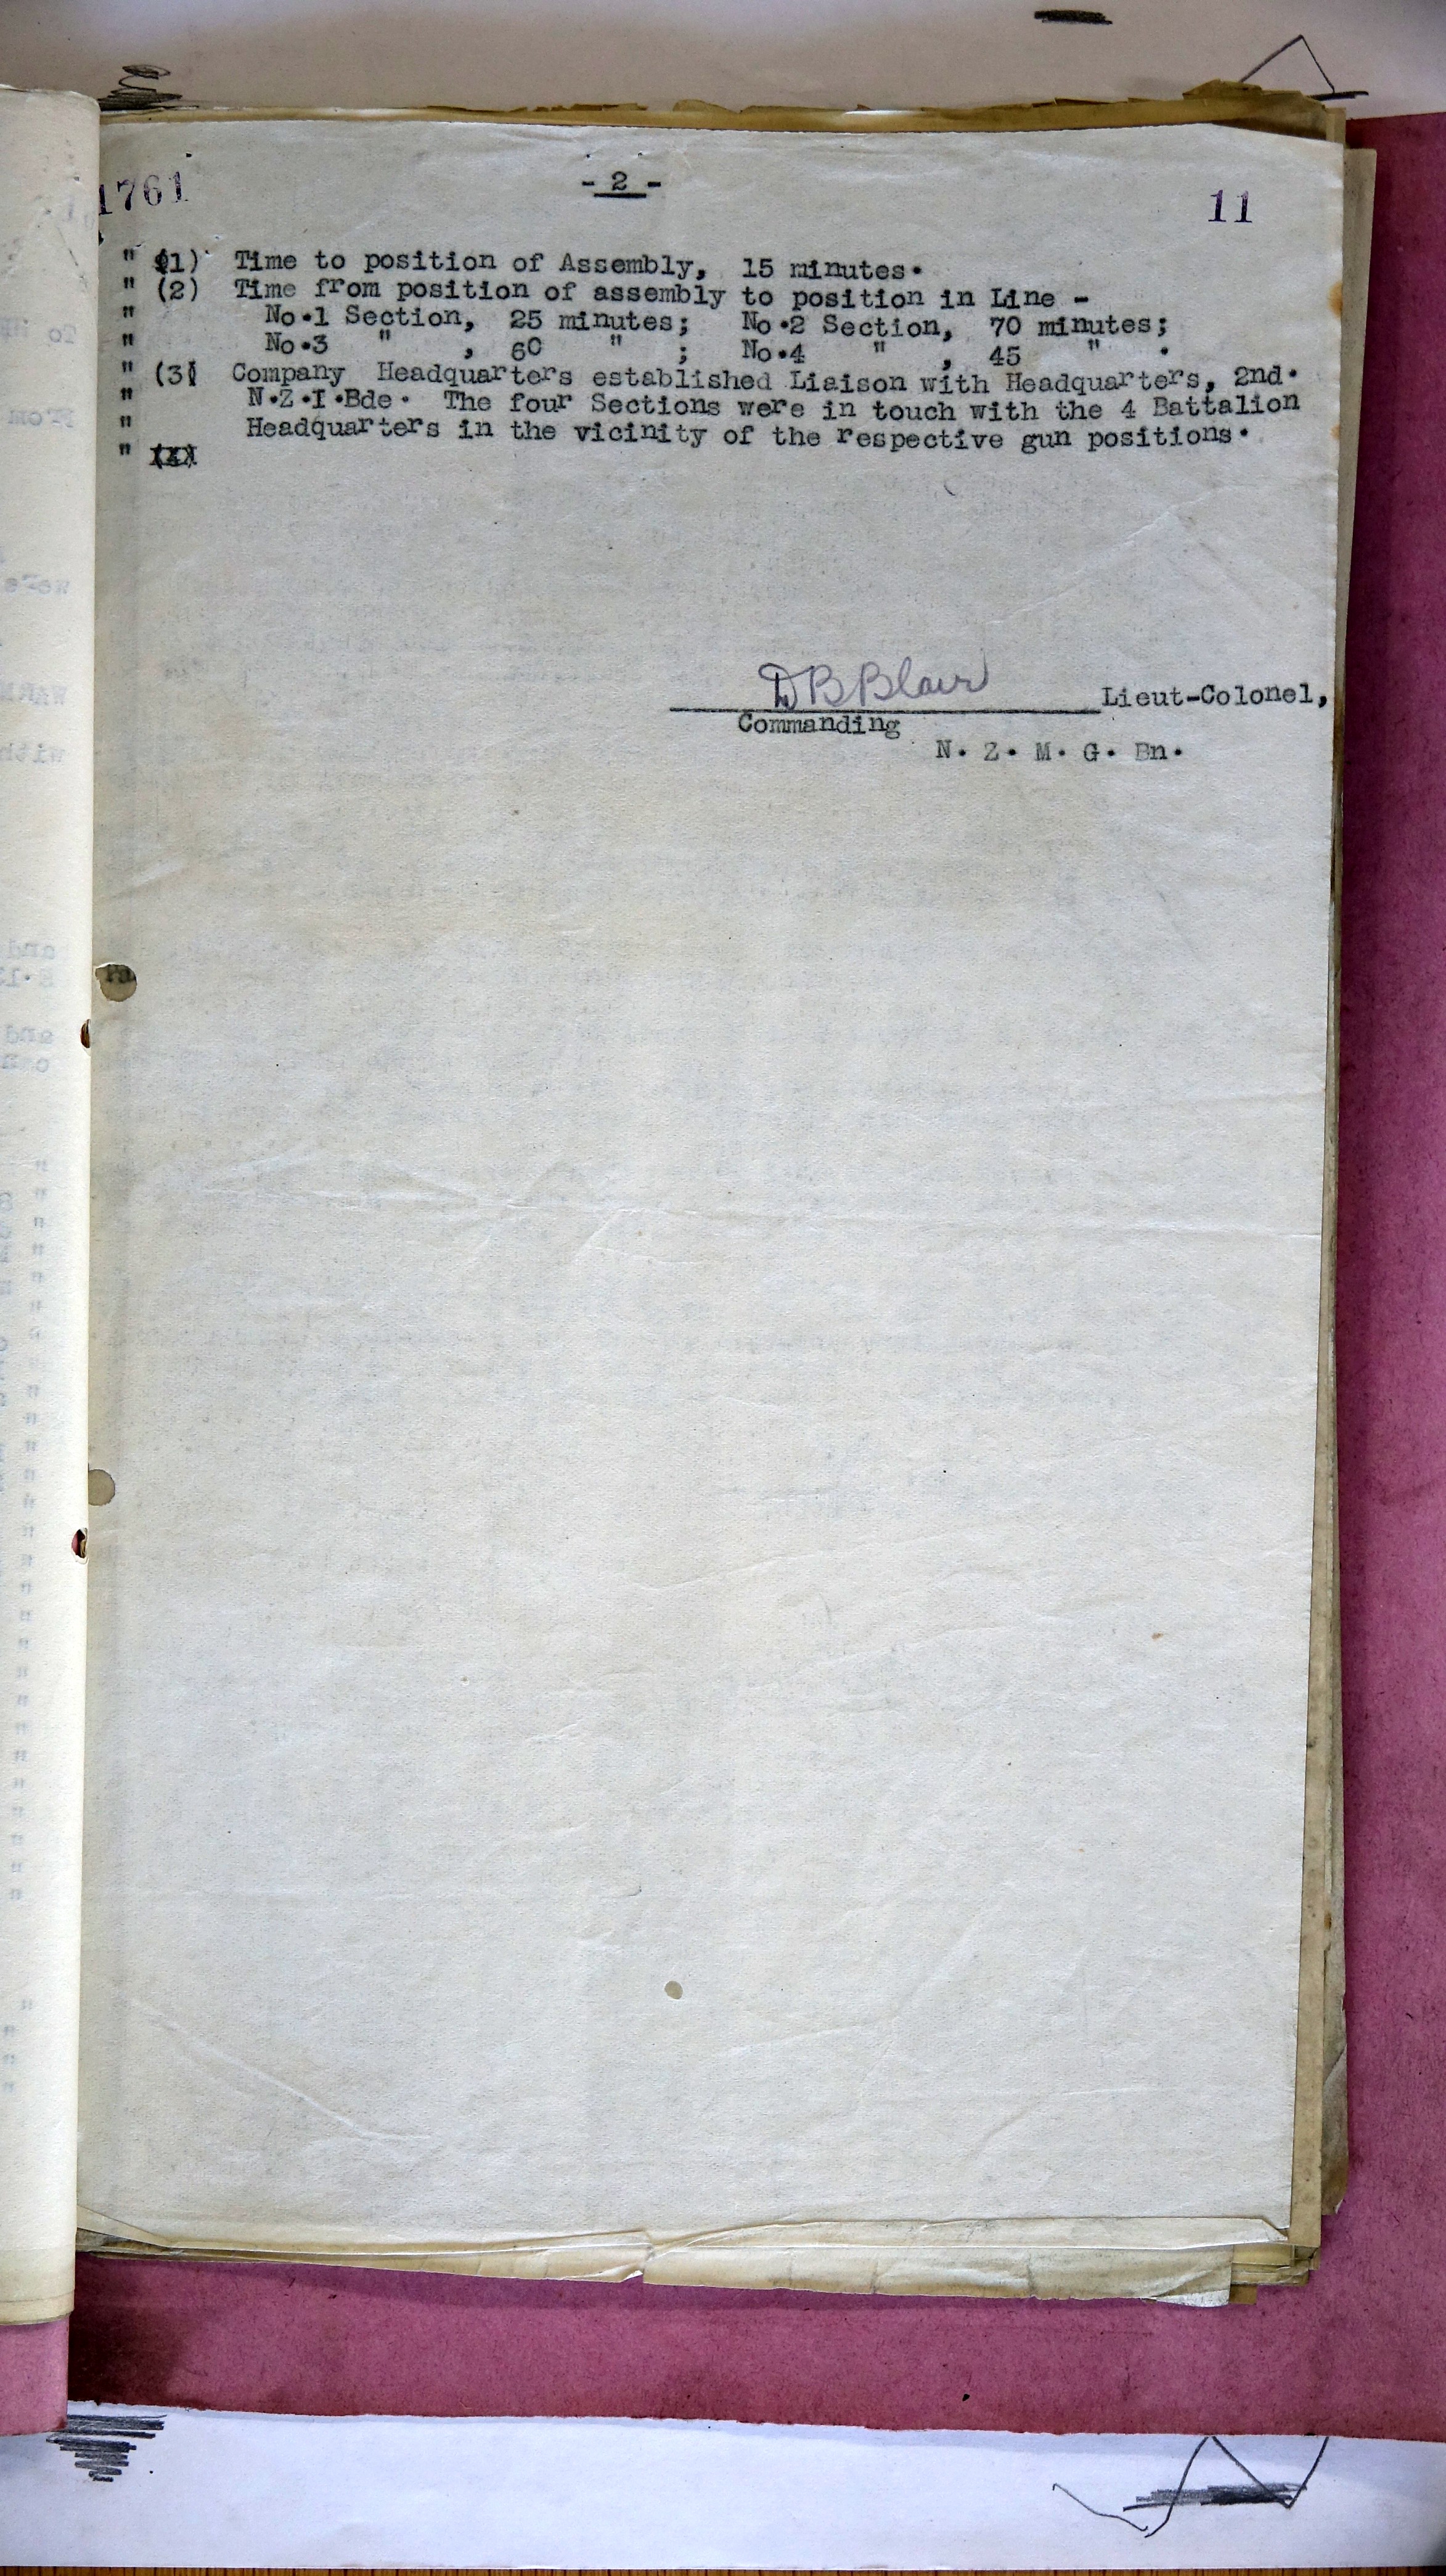 1761
- 2 -
11
" (1) Time to position of Assembly, 15 minutes.
" (2) Time from position of assembly to position in Line -
" No.1 Section, 25 minutes; No.2 Section, 70 minutes;
" No.3 " , 60 " ; No.4 " , 45 " .
" (3) Company Headquarters established Liaison with Headquarters, 2nd.
" N.Z.I.Bde. The four Sections were in touch with the 4 Battalion
" Headquarters in the vicinity of the respective gun positions.
"
D B Blair Lieut-Colonel,
Commanding
N. Z. M. G. Bn.